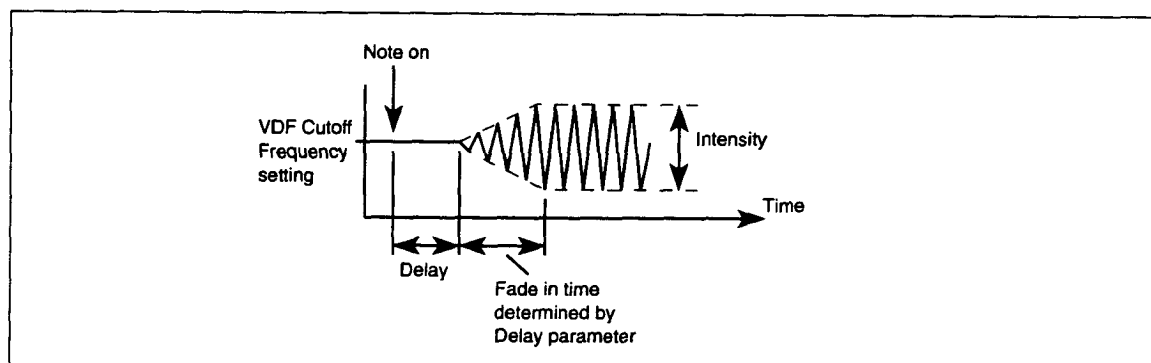 Note on
VDF Cutoff
Frequency
setting
Intensity
Time
Delay
Fade in time
determined by
Delay parameter